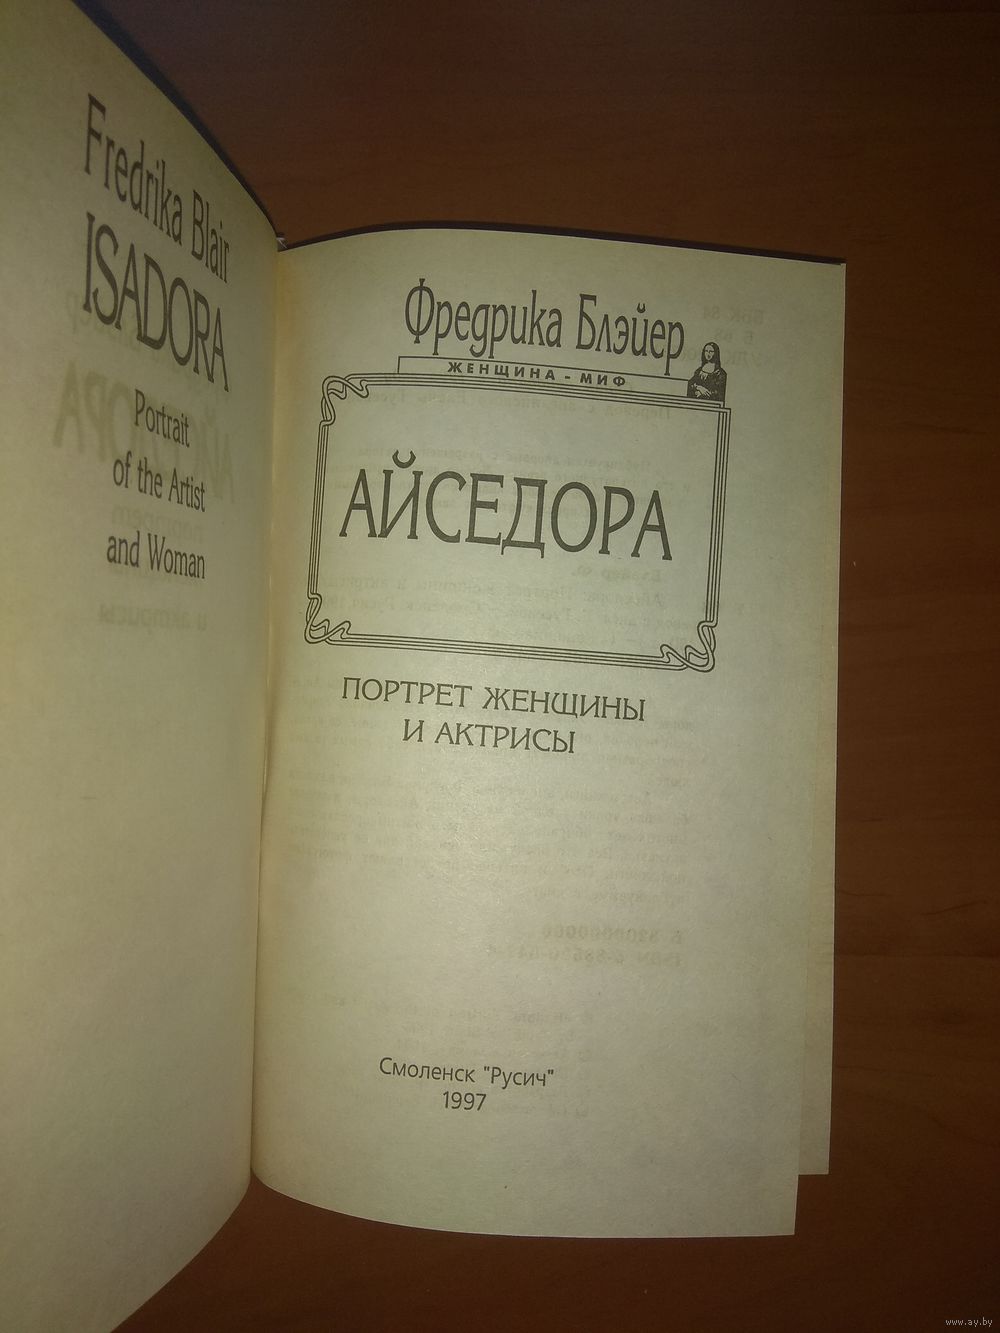 Fredrika Blair
ISADORA
Portrait
of the Artist
and Woman
Фредрика Блэйер
ЖЕНЩИНА - МИФ
АЙСЕДОРА
ПОРТРЕТ ЖЕНЩИНЫ
И АКТРИСЫ
Смоленск "Русич"
1997
www.ay.by